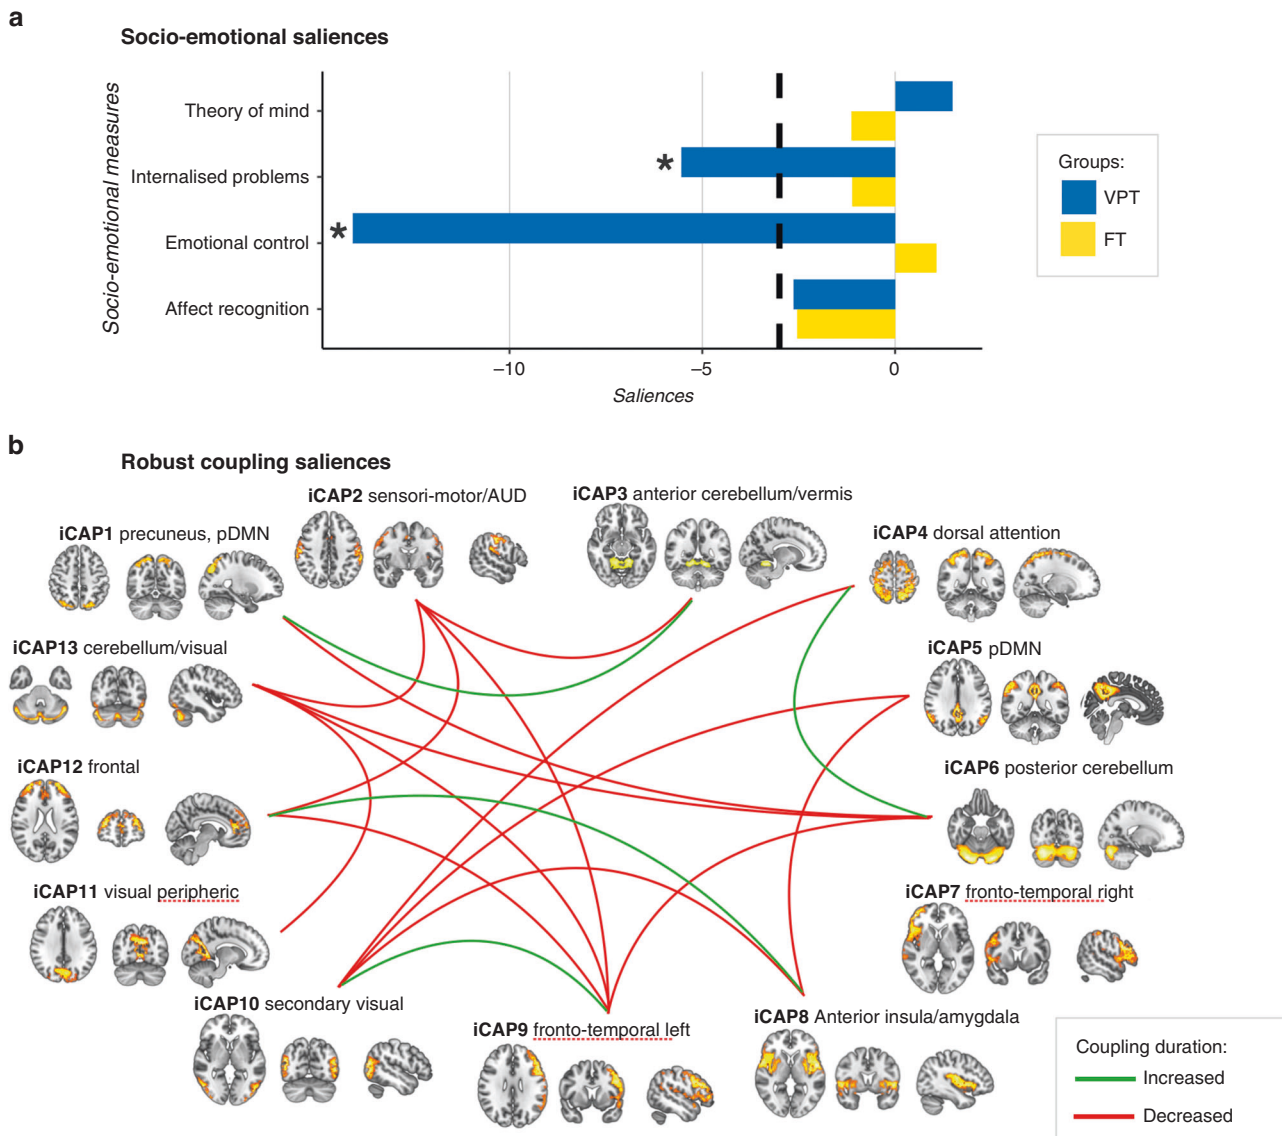 a
Socio-emotional saliences
Socio-emotional measures
Theory of mind
Internalised problems
Emotional control
Affect recognition
*
*
–10
–5
0
Saliences
Groups:
VPT
FT
b
Robust coupling saliences
iCAP1 precuneus, pDMN
iCAP2 sensori-motor/AUD
iCAP3 anterior cerebellum/vermis
iCAP4 dorsal attention
iCAP13 cerebellum/visual
iCAP5 pDMN
iCAP12 frontal
iCAP6 posterior cerebellum
iCAP11 visual peripheric
iCAP7 fronto-temporal right
iCAP10 secondary visual
iCAP9 fronto-temporal left
iCAP8 Anterior insula/amygdala
Coupling duration:
Increased
Decreased